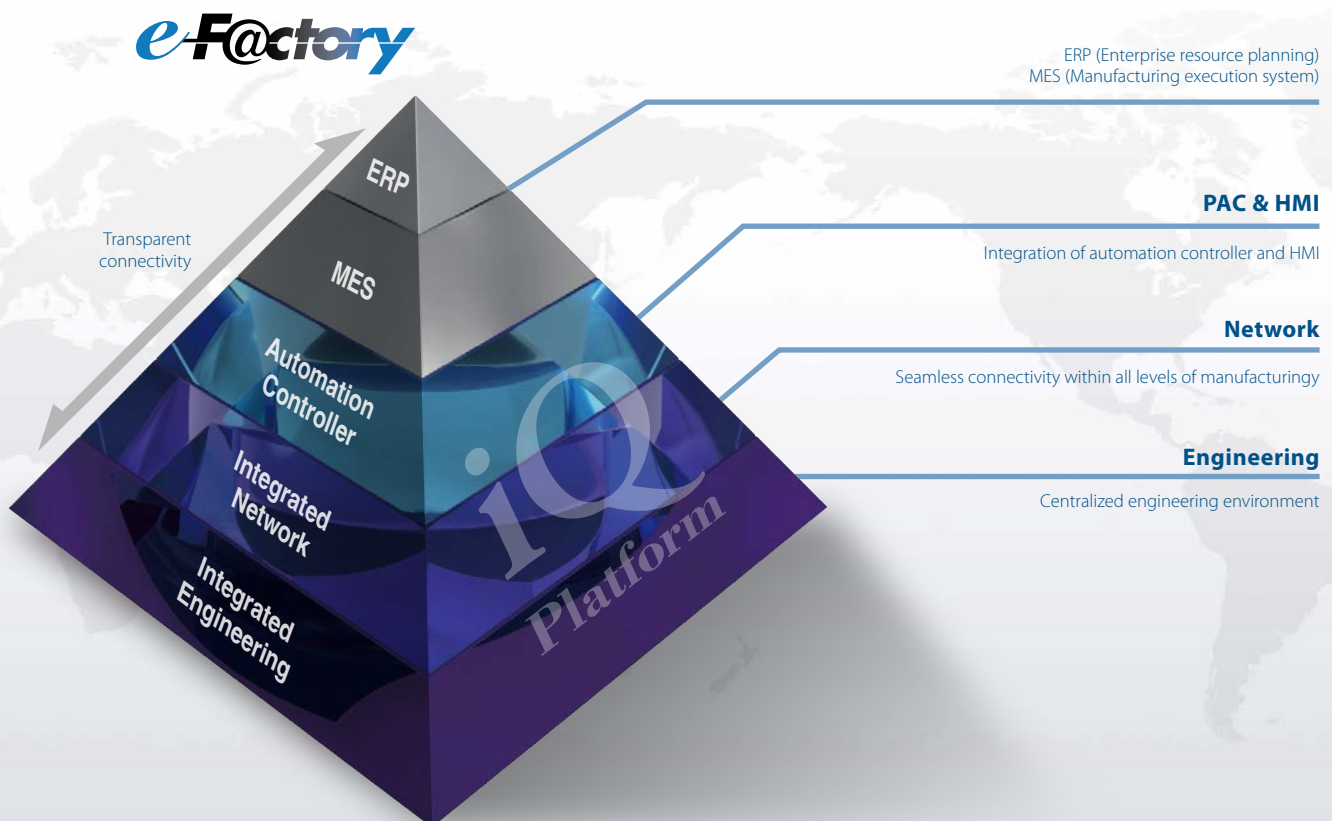 e-F@ctory
ERP (Enterprise resource planning)
MES (Manufacturing execution system)
ERP
PAC & HMI
Transparent
connectivity
Integration of automation controller and HMI
MES
Network
Automation
Controller
Seamless connectivity within all levels of manufacturingy
iQ
Platform
Engineering
Integrated
Network
Centralized engineering environment
Integrated
Engineering